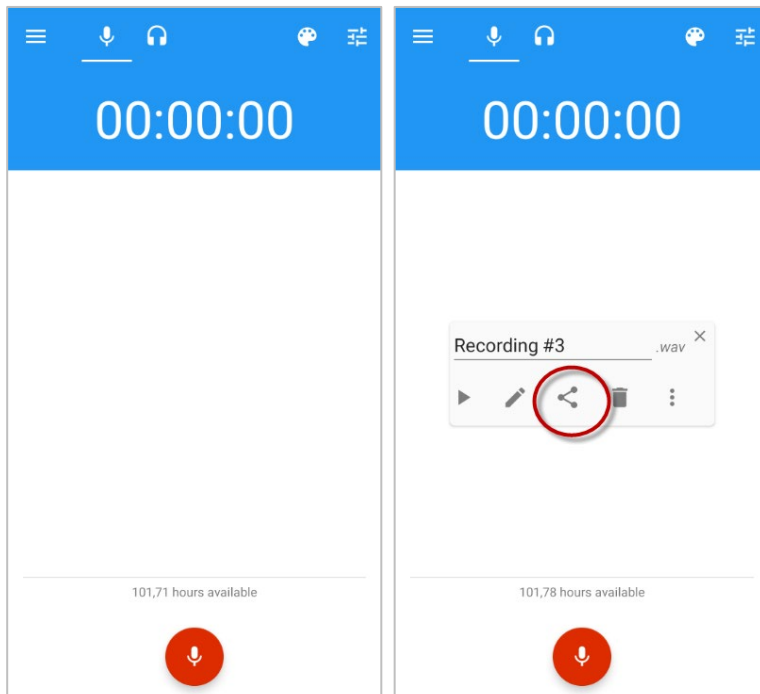 00:00:00
101,71 hours available
00:00:00
Recording #3 .wav
101,78 hours available